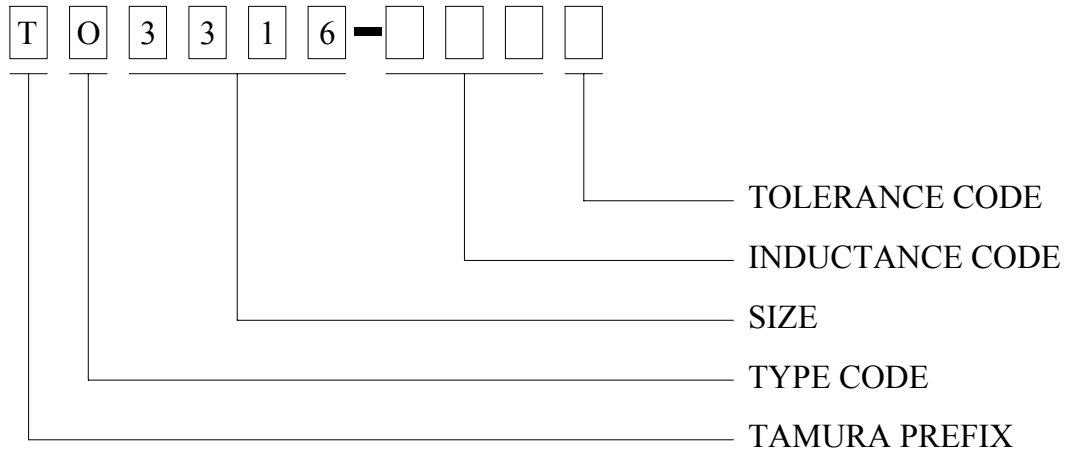 T O 3 3 1 6 -
TOLERANCE CODE
INDUCTANCE CODE
SIZE
TYPE CODE
TAMURA PREFIX